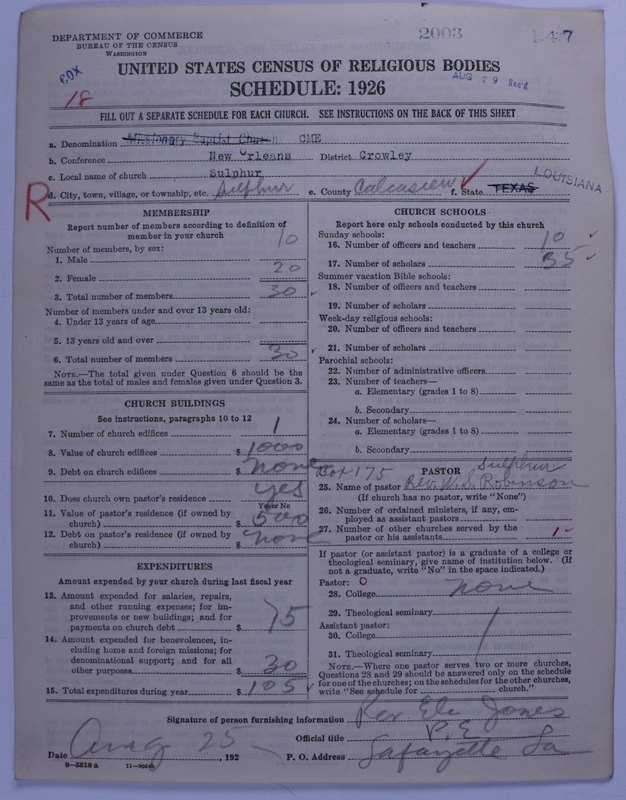 DEPARTMENT OF COMMERCE
BUREAU OF THE CENSUS
WASHINGTON
2003
147
COX
18
UNITED STATES CENSUS OF RELIGIOUS BODIES
AUG 29 Rec'd
SCHEDULE: 1926
FILL OUT A SEPARATE SCHEDULE FOR EACH CHURCH. SEE INSTRUCTIONS ON THE BACK OF THIS SHEET
a. Denomination Missionary Baptist Church CME
b. Conference New Orleans District Crowley
c. Local name of church Sulphur
R d. City, town, village, or township, etc. Sulphur e. County Calcasieu f. State TEXAS LOUISIANA
MEMBERSHIP
Report number of members according to definition of
member in your church
Number of members, by sex:
1. Male 10
2. Female 20
3. Total number of members 30
Number of members under and over 13 years old:
4. Under 13 years of age
5. 13 years old and over
6. Total number of members 30
NOTE.—The total given under Question 6 should be the
same as the total of males and females given under Question 3.
CHURCH BUILDINGS
See instructions, paragraphs 10 to 12
7. Number of church edifices 1
8. Value of church edifices $ 1000
9. Debt on church edifices $ none
10. Does church own pastor's residence yes
Yes or No
11. Value of pastor's residence (if owned by
church) $ 500
12. Debt on pastor's residence (if owned by
church) $ none
EXPENDITURES
Amount expended by your church during last fiscal year
13. Amount expended for salaries, repairs,
and other running expenses; for im-
provements or new buildings; and for
payments on church debt $ 75
14. Amount expended for benevolences, in-
cluding home and foreign missions; for
denominational support; and for all
other purposes $ 30
15. Total expenditures during year $ 105
CHURCH SCHOOLS
Report here only schools conducted by this church
Sunday schools:
16. Number of officers and teachers 10
17. Number of scholars 35
Summer vacation Bible schools:
18. Number of officers and teachers
19. Number of scholars
Week-day religious schools:
20. Number of officers and teachers
21. Number of scholars
Parochial schools:
22. Number of administrative officers
23. Number of teachers—
a. Elementary (grades 1 to 8)
b. Secondary
24. Number of scholars—
a. Elementary (grades 1 to 8)
b. Secondary
Box 175 PASTOR Sulphur
25. Name of pastor Rev. W. S. Robinson
(If church has no pastor, write "None")
26. Number of ordained ministers, if any, em-
ployed as assistant pastors
27. Number of other churches served by the
pastor or his assistants 1
If pastor (or assistant pastor) is a graduate of a college or
theological seminary, give name of institution below. (If
not a graduate, write "No" in the space indicated.)
Pastor: O
28. College none
29. Theological seminary
Assistant pastor:
30. College
31. Theological seminary
NOTE.—Where one pastor serves two or more churches,
Questions 28 and 29 should be answered only on the schedule
for one of the churches; on the schedules for the other churches,
write "See schedule for church."
Signature of person furnishing information Rev Ele Jones
Official title P.E
Date Aug 25, 192 P. O. Address Lafayette La